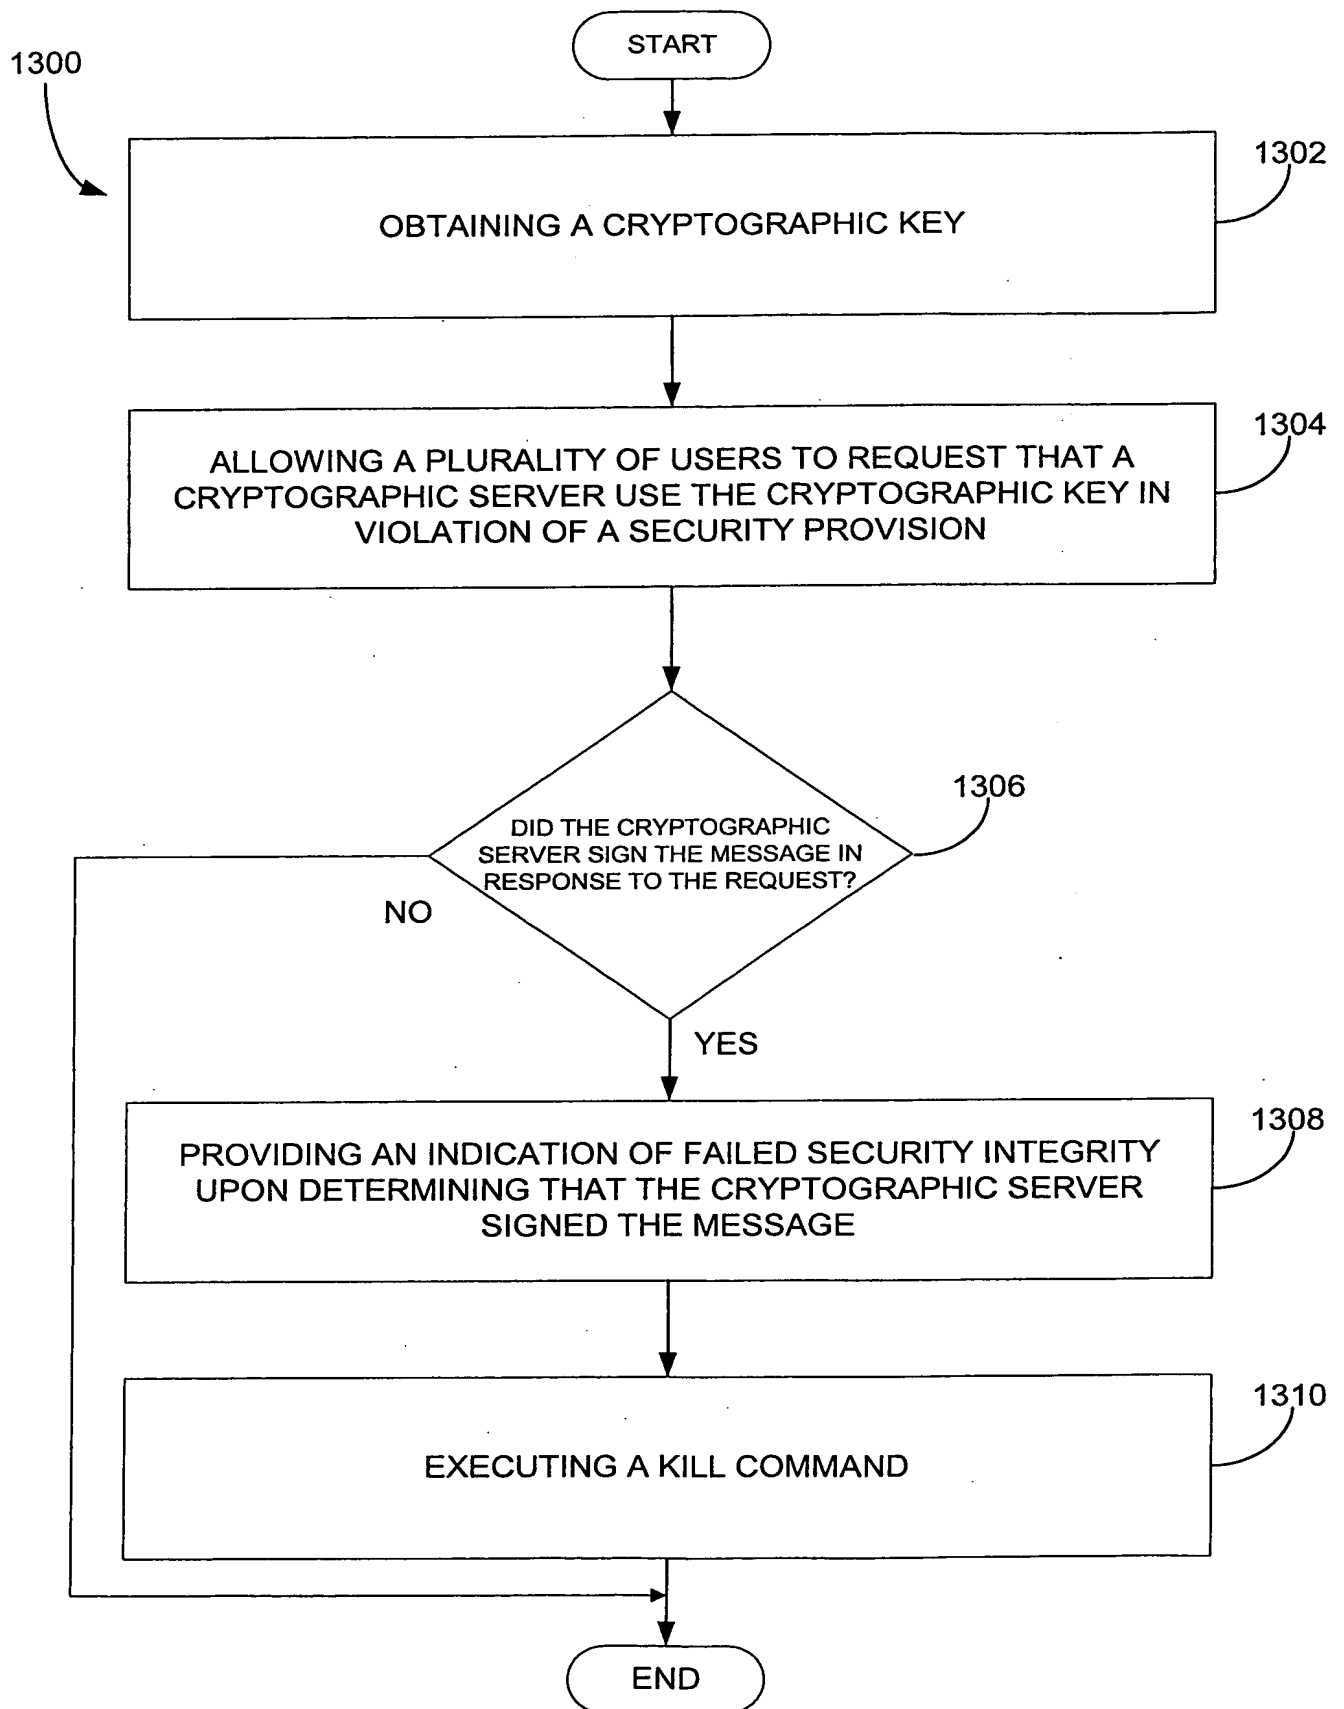 START
1300
1302
OBTAINING A CRYPTOGRAPHIC KEY
1304
ALLOWING A PLURALITY OF USERS TO REQUEST THAT A
CRYPTOGRAPHIC SERVER USE THE CRYPTOGRAPHIC KEY IN
VIOLATION OF A SECURITY PROVISION
1306
DID THE CRYPTOGRAPHIC
SERVER SIGN THE MESSAGE IN
RESPONSE TO THE REQUEST?
NO
YES
1308
PROVIDING AN INDICATION OF FAILED SECURITY INTEGRITY
UPON DETERMINING THAT THE CRYPTOGRAPHIC SERVER
SIGNED THE MESSAGE
1310
EXECUTING A KILL COMMAND
END